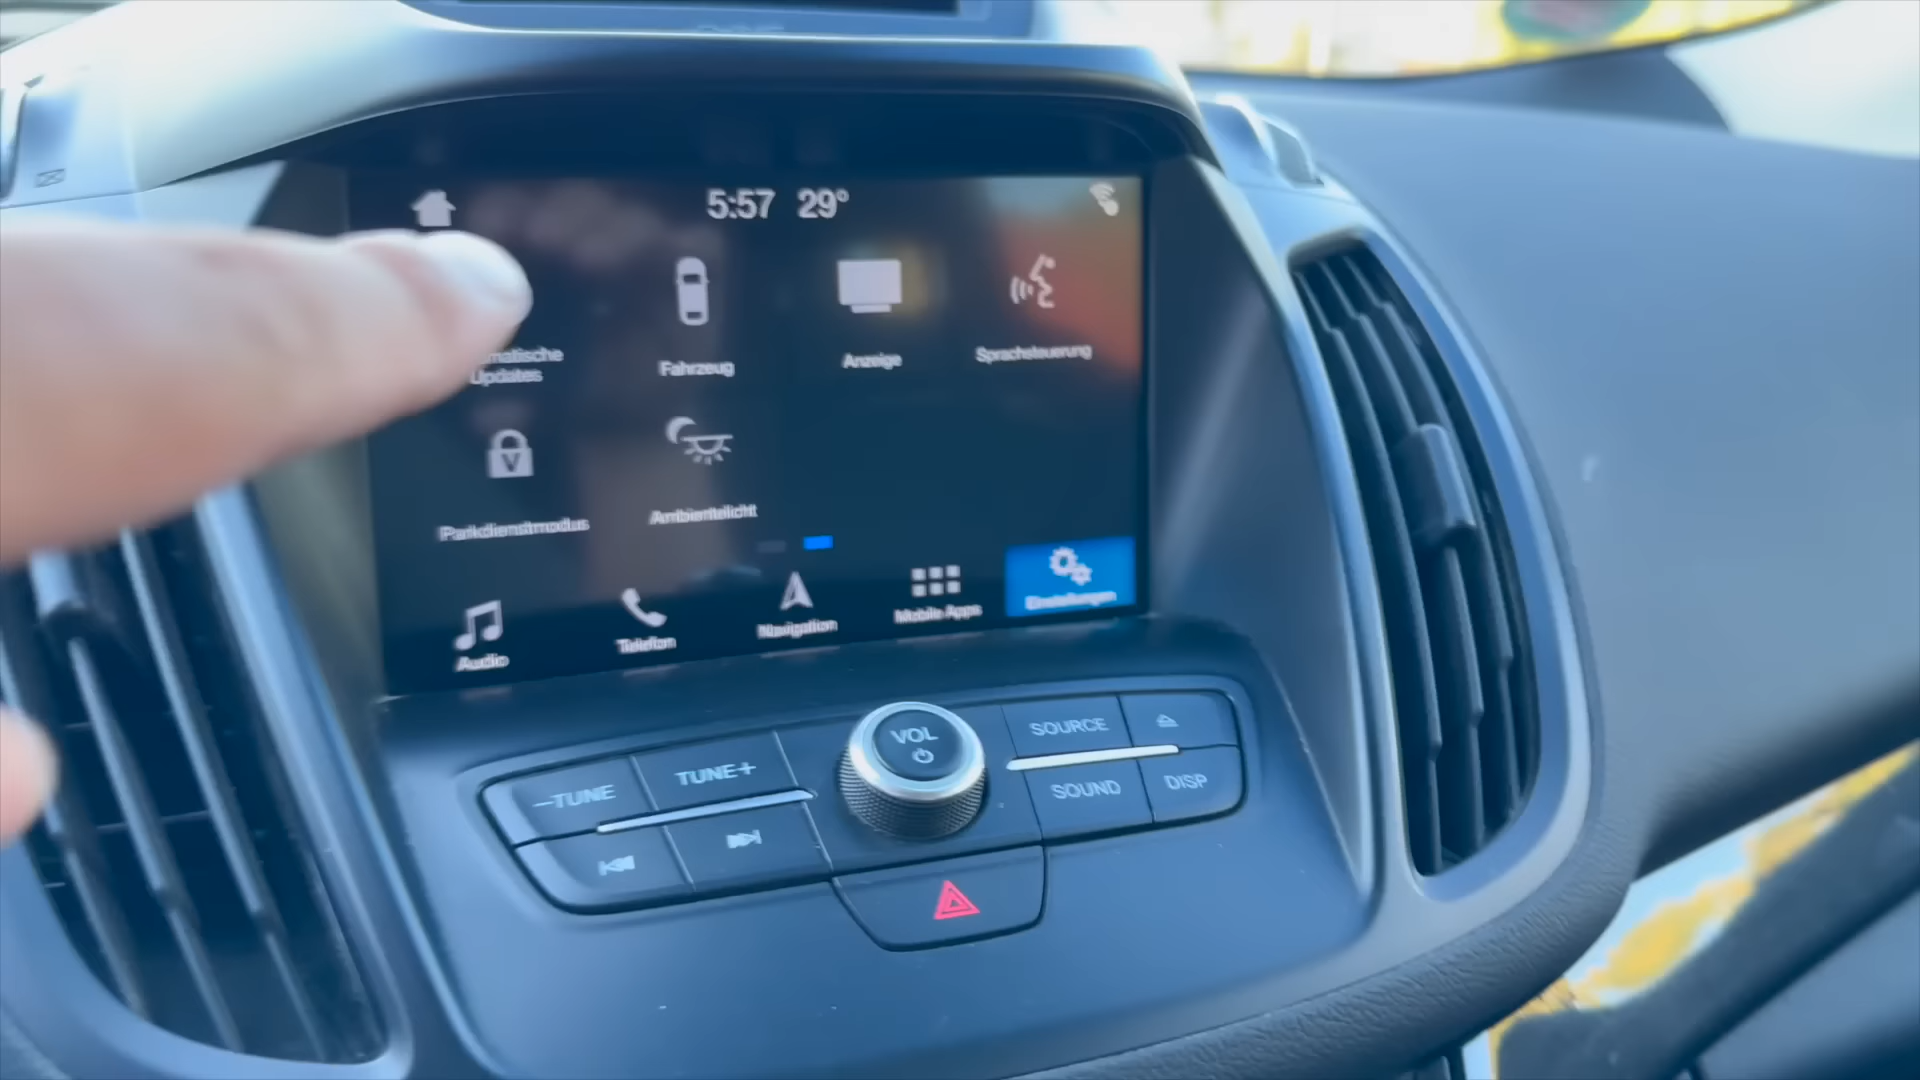 5:57 29°
matische
Updates
Fahrzeug
Anzeige
Sprachsteuerung
Parkdienstmodus
Ambientelicht
Audio
Telefon
Navigation
Mobile Apps
Einstellungen
VOL
SOURCE
-TUNE
TUNE+
SOUND
DISP